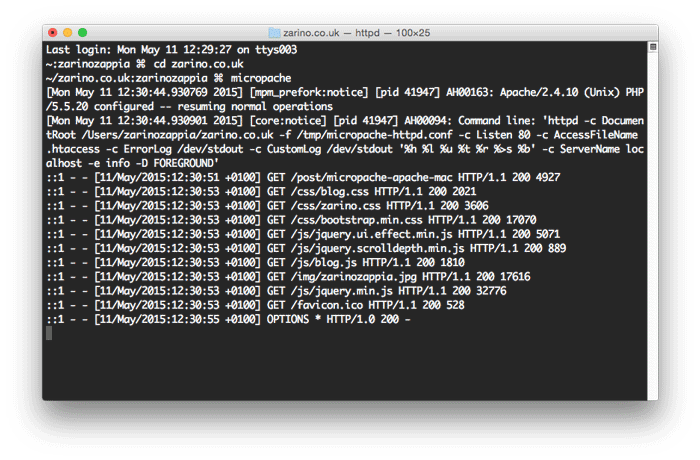 zarino.co.uk — httpd — 100×25
Last login: Mon May 11 12:29:27 on ttys003
~:zarinozappia ⌘ cd zarino.co.uk
~/zarino.co.uk:zarinozappia ⌘ micropache
[Mon May 11 12:30:44.930769 2015] [mpm_prefork:notice] [pid 41947] AH00163: Apache/2.4.10 (Unix) PHP
/5.5.20 configured -- resuming normal operations
[Mon May 11 12:30:44.930901 2015] [core:notice] [pid 41947] AH00094: Command line: 'httpd -c Documen
tRoot /Users/zarinozappia/zarino.co.uk -f /tmp/micropache-httpd.conf -c Listen 80 -c AccessFileName
.htaccess -c ErrorLog /dev/stdout -c CustomLog /dev/stdout '%h %l %u %t %r %>s %b' -c ServerName loc
alhost -e info -D FOREGROUND'
::1 - - [11/May/2015:12:30:51 +0100] GET /post/micropache-apache-mac HTTP/1.1 200 4927
::1 - - [11/May/2015:12:30:53 +0100] GET /css/blog.css HTTP/1.1 200 2021
::1 - - [11/May/2015:12:30:53 +0100] GET /css/zarino.css HTTP/1.1 200 3606
::1 - - [11/May/2015:12:30:53 +0100] GET /css/bootstrap.min.css HTTP/1.1 200 17070
::1 - - [11/May/2015:12:30:53 +0100] GET /js/jquery.ui.effect.min.js HTTP/1.1 200 5071
::1 - - [11/May/2015:12:30:53 +0100] GET /js/jquery.scrolldepth.min.js HTTP/1.1 200 889
::1 - - [11/May/2015:12:30:53 +0100] GET /js/blog.js HTTP/1.1 200 1810
::1 - - [11/May/2015:12:30:53 +0100] GET /img/zarinozappia.jpg HTTP/1.1 200 17616
::1 - - [11/May/2015:12:30:53 +0100] GET /js/jquery.min.js HTTP/1.1 200 32776
::1 - - [11/May/2015:12:30:53 +0100] GET /favicon.ico HTTP/1.1 200 528
::1 - - [11/May/2015:12:30:55 +0100] OPTIONS * HTTP/1.0 200 -